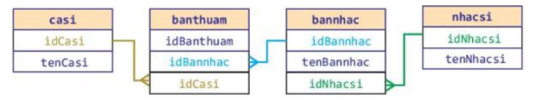 casi
idCasi
tenCasi
banthuam
idBanthuam
idBannhac
idCasi
bannhac
idBannhac
tenBannhac
idNhacsi
nhacsi
idNhacsi
tenNhacsi